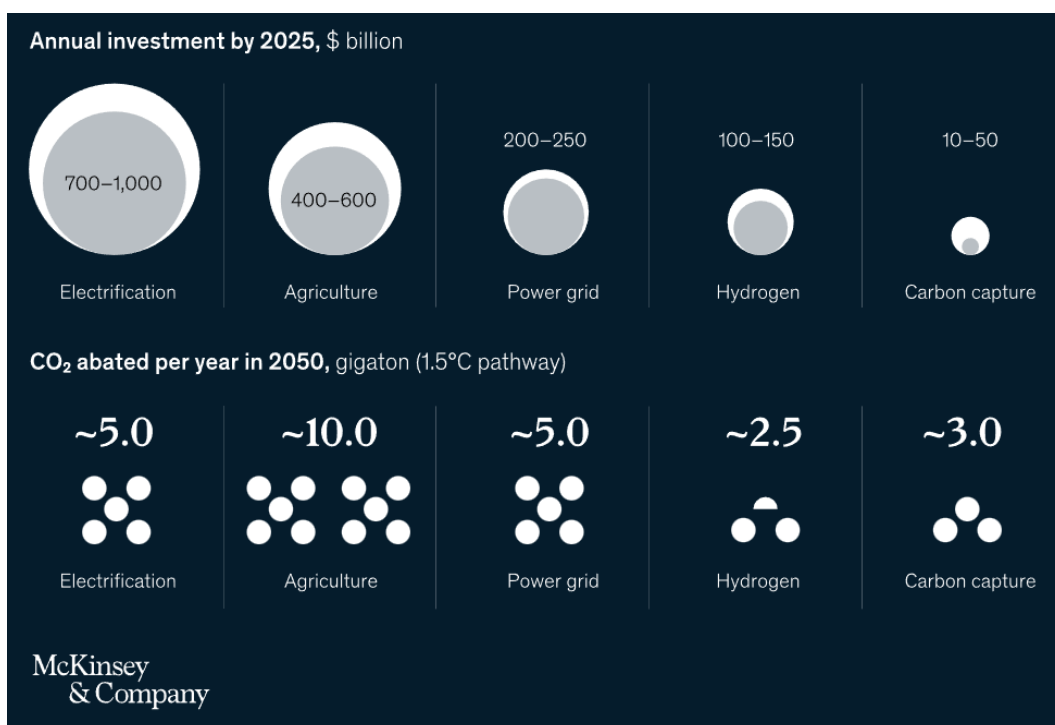 Annual investment by 2025, $ billion
700–1,000
400–600
200–250
100–150
10–50
Electrification
Agriculture
Power grid
Hydrogen
Carbon capture
CO₂ abated per year in 2050, gigaton (1.5°C pathway)
~5.0
~10.0
~5.0
~2.5
~3.0
Electrification
Agriculture
Power grid
Hydrogen
Carbon capture
McKinsey
& Company